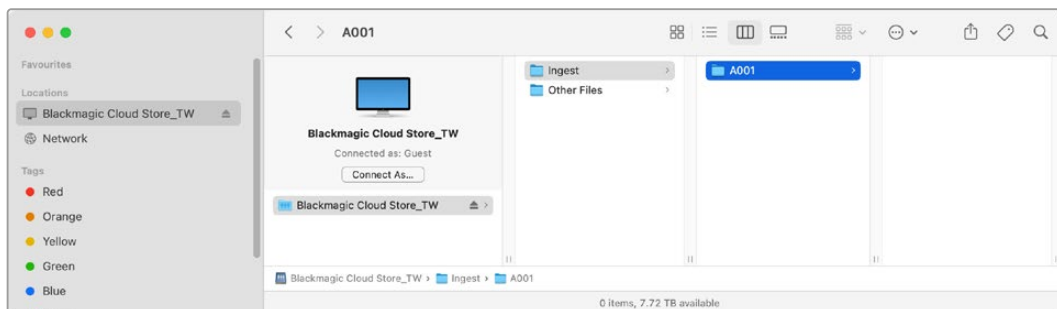 A001
Favourites
Locations
Blackmagic Cloud Store_TW
Network
Tags
Red
Orange
Yellow
Green
Blue
Blackmagic Cloud Store_TW
Connected as: Guest
Connect As...
Blackmagic Cloud Store_TW
Ingest
Other Files
A001
Blackmagic Cloud Store_TW › Ingest › A001
0 items, 7.72 TB available